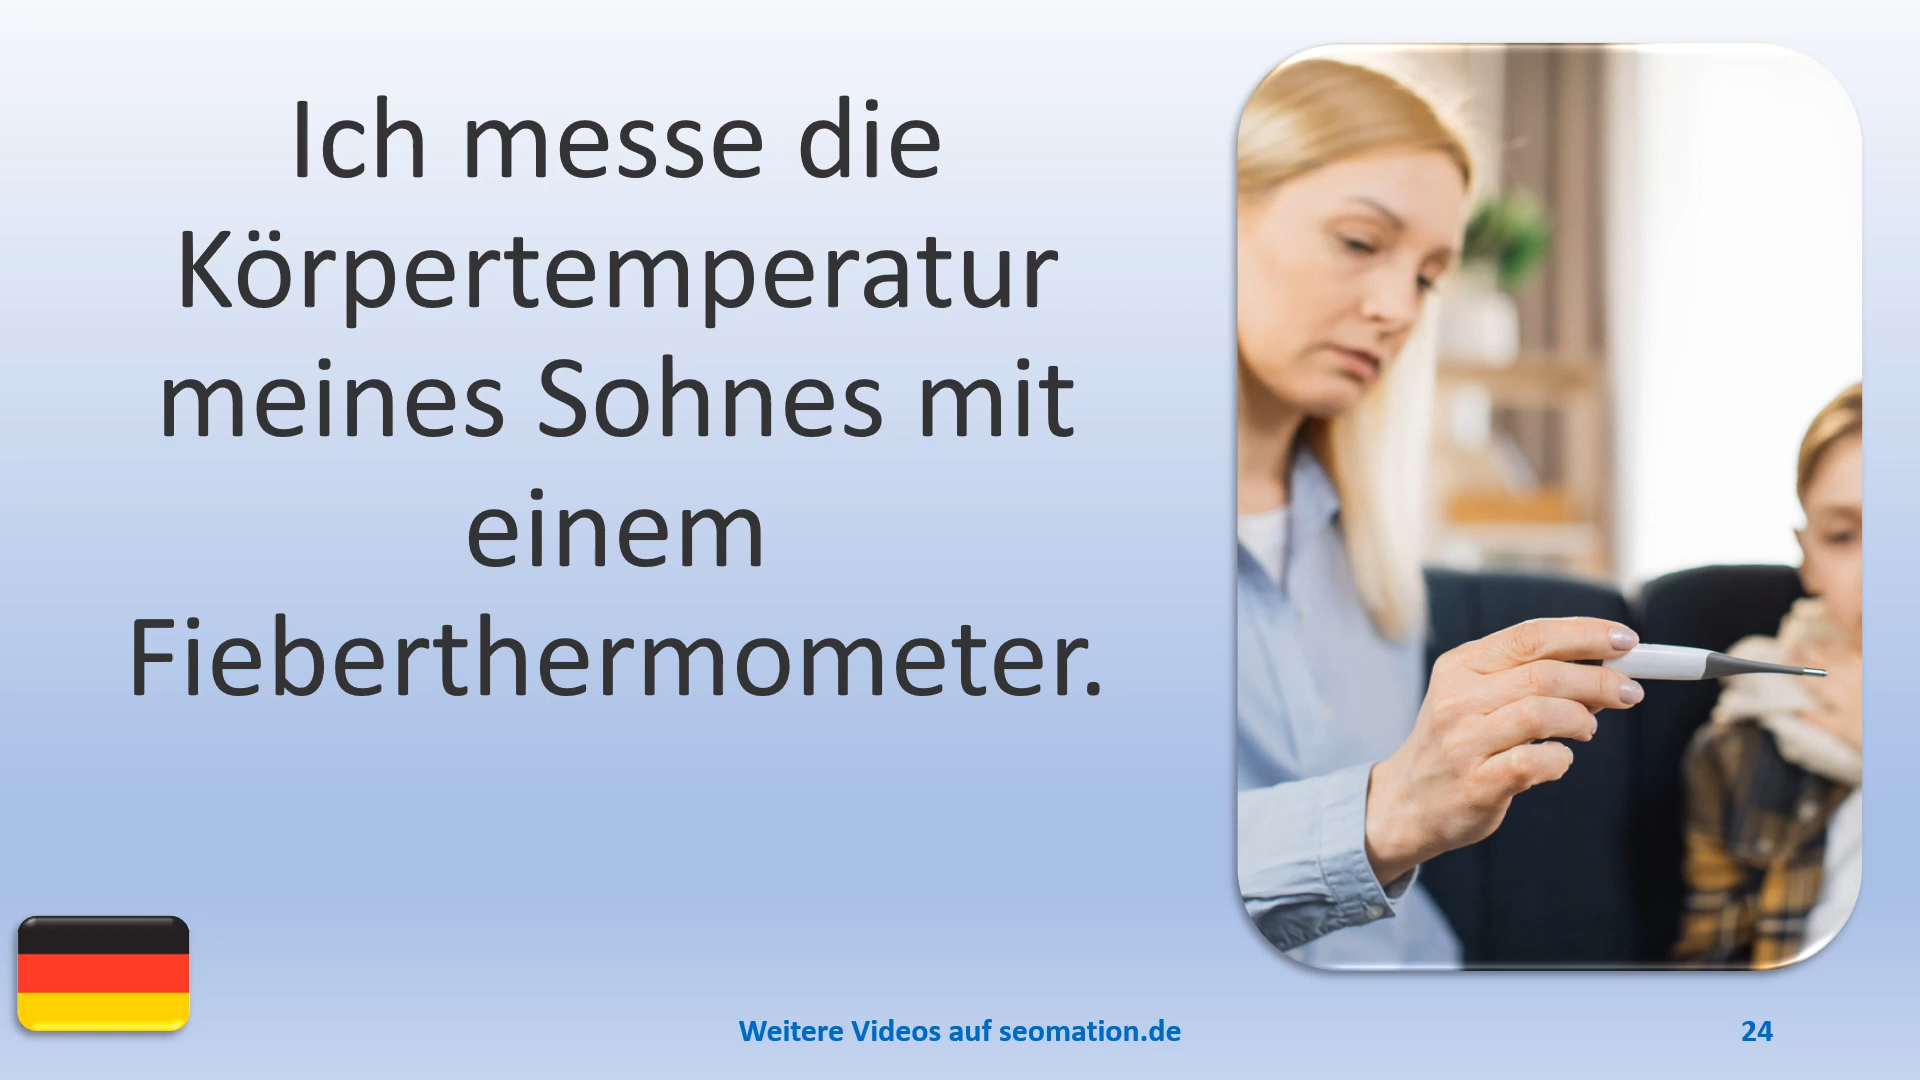 Ich messe die
Körpertemperatur
meines Sohnes mit
einem
Fieberthermometer.
Weitere Videos auf seomation.de
24